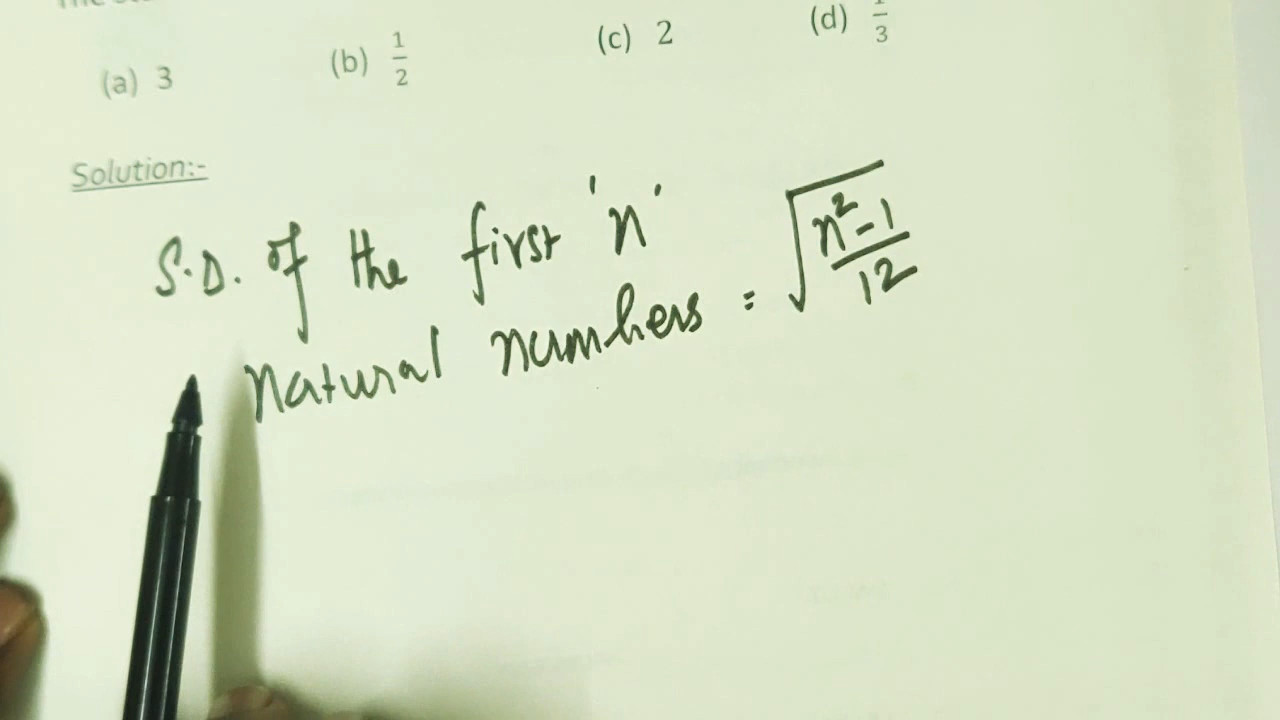 (a) 3 (b) 1/2 (c) 2 (d) 1/3
Solution:-
S.D. of the first 'n'
natural numbers = √((n²-1)/12)